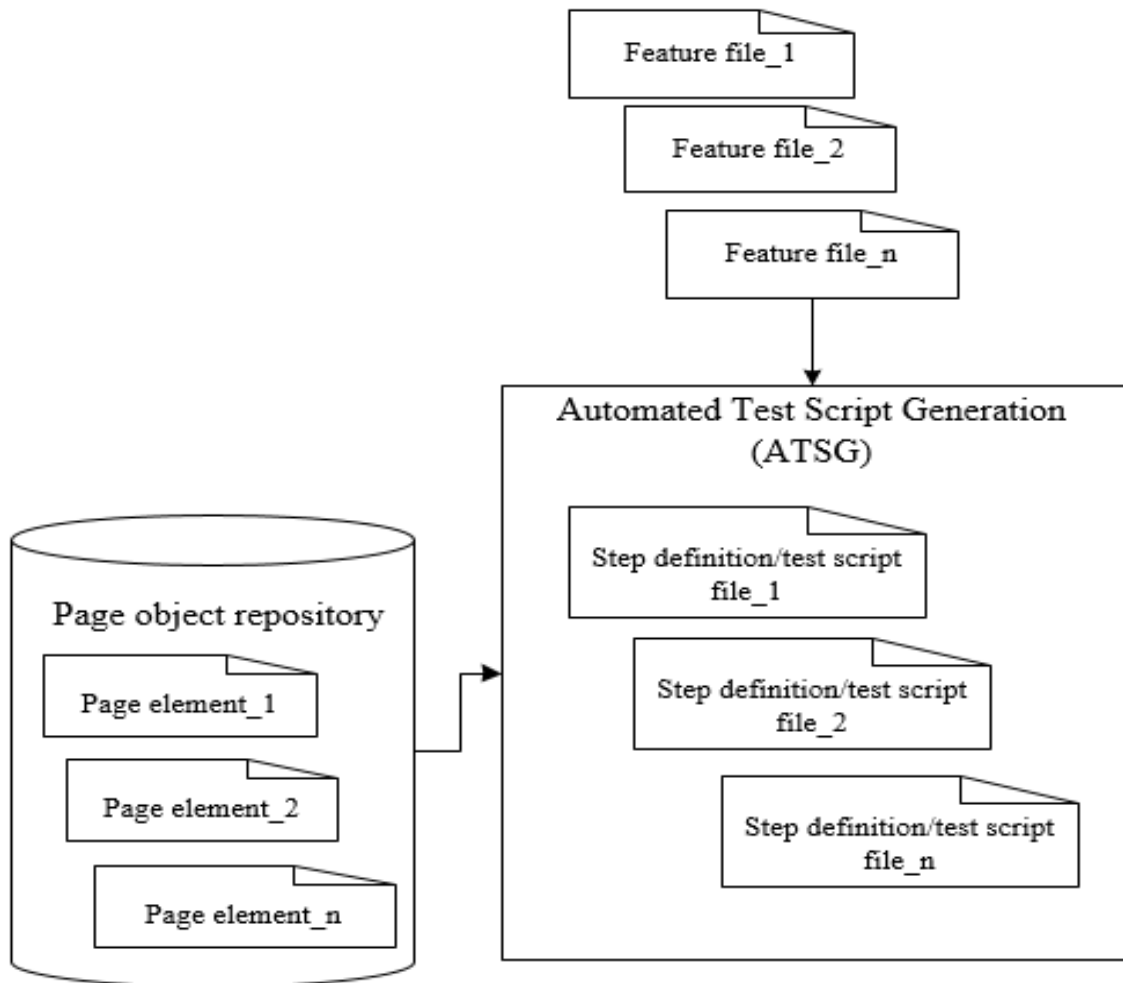 Feature file_1
Feature file_2
Feature file_n
Automated Test Script Generation
(ATSG)
Step definition/test script
file_1
Step definition/test script
file_2
Step definition/test script
file_n
Page object repository
Page element_1
Page element_2
Page element_n